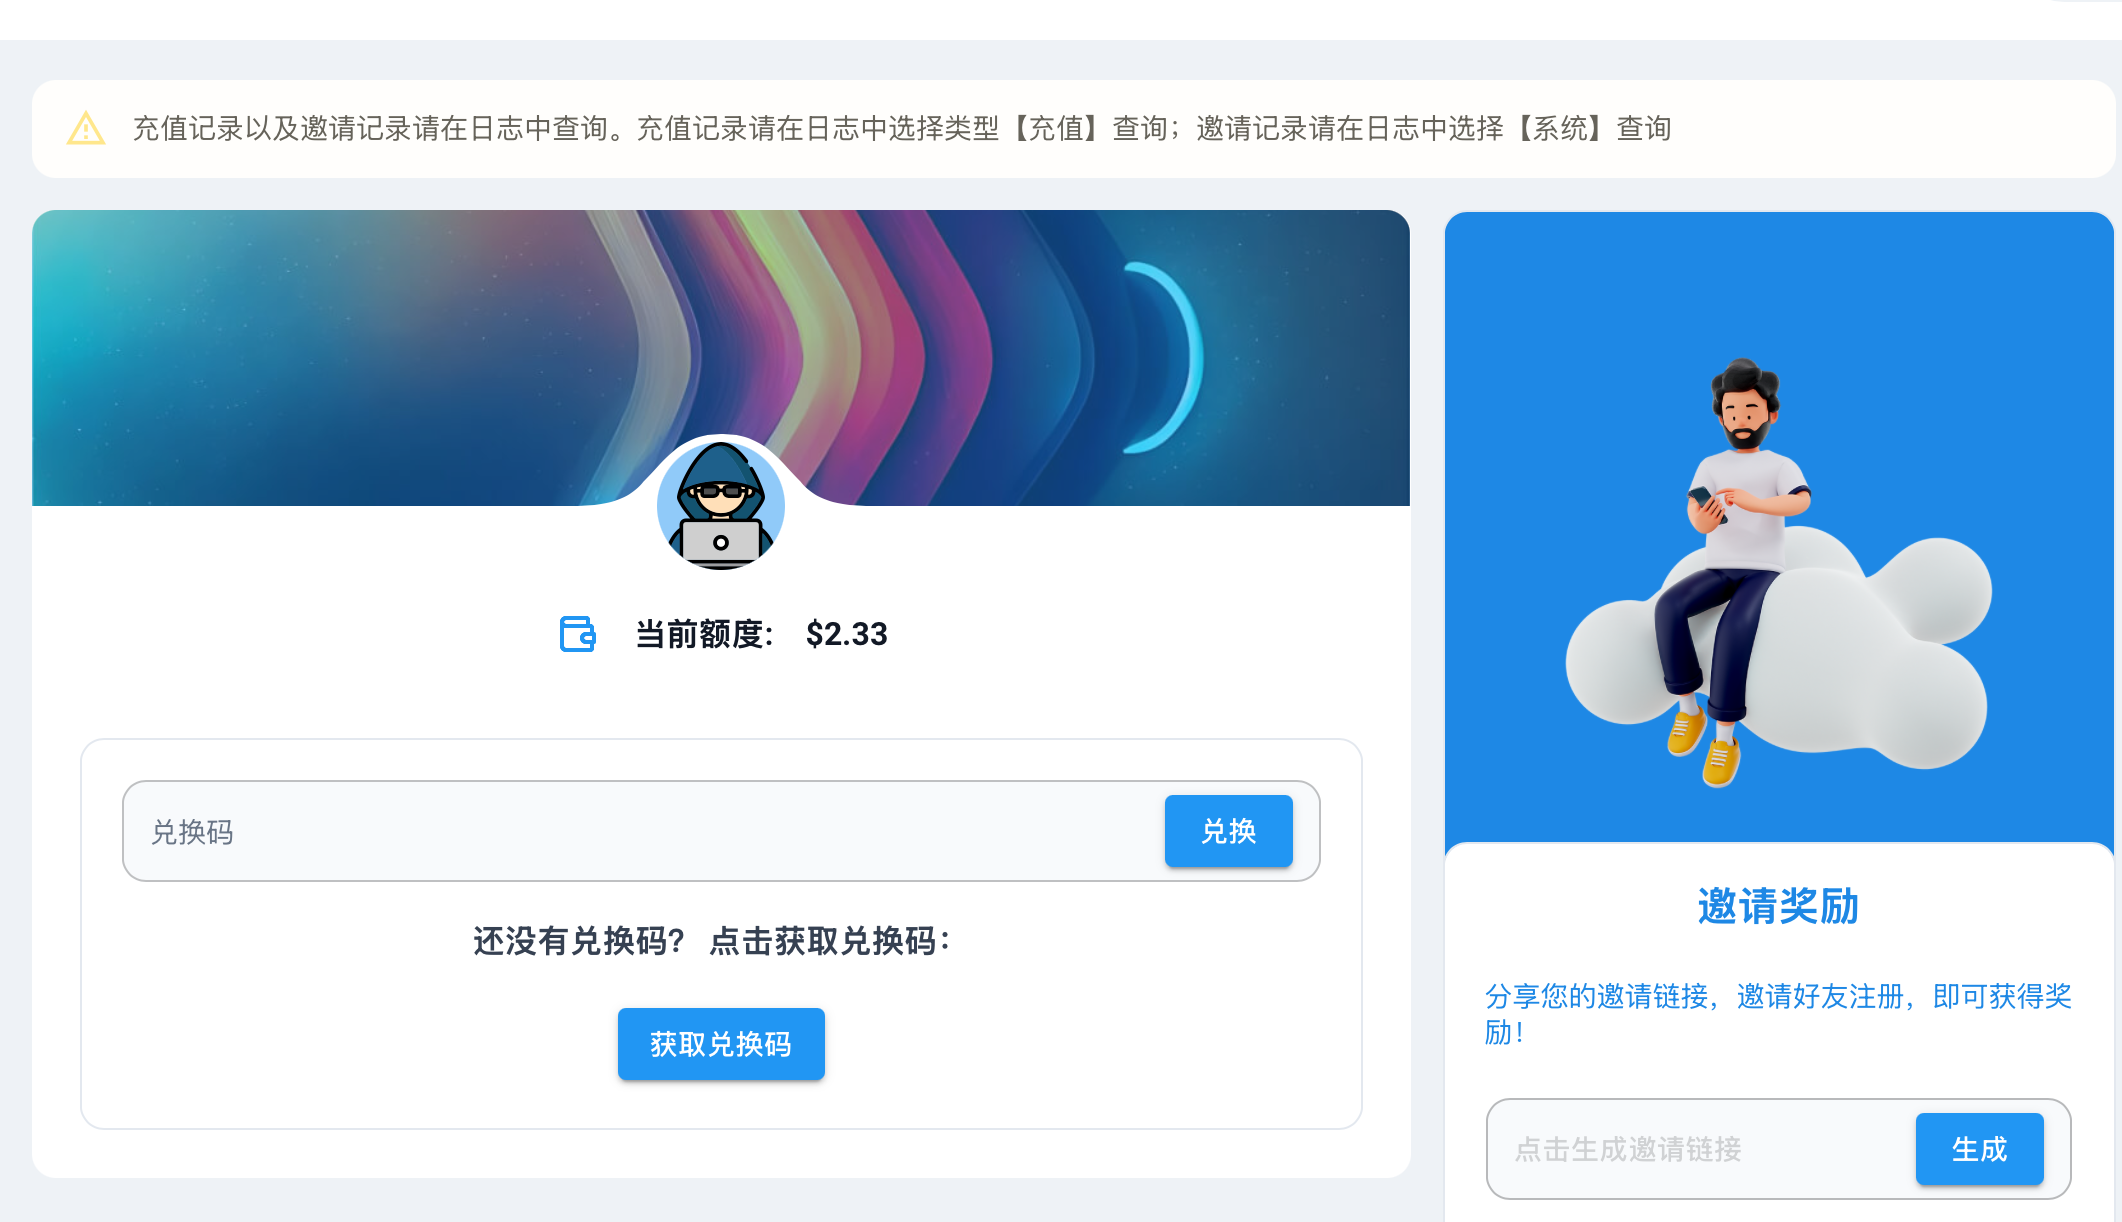 充值记录以及邀请记录请在日志中查询。充值记录请在日志中选择类型【充值】查询；邀请记录请在日志中选择【系统】查询
当前额度： $2.33
兑换码
兑换
还没有兑换码？ 点击获取兑换码：
获取兑换码
邀请奖励
分享您的邀请链接，邀请好友注册，即可获得奖
励！
点击生成邀请链接
生成